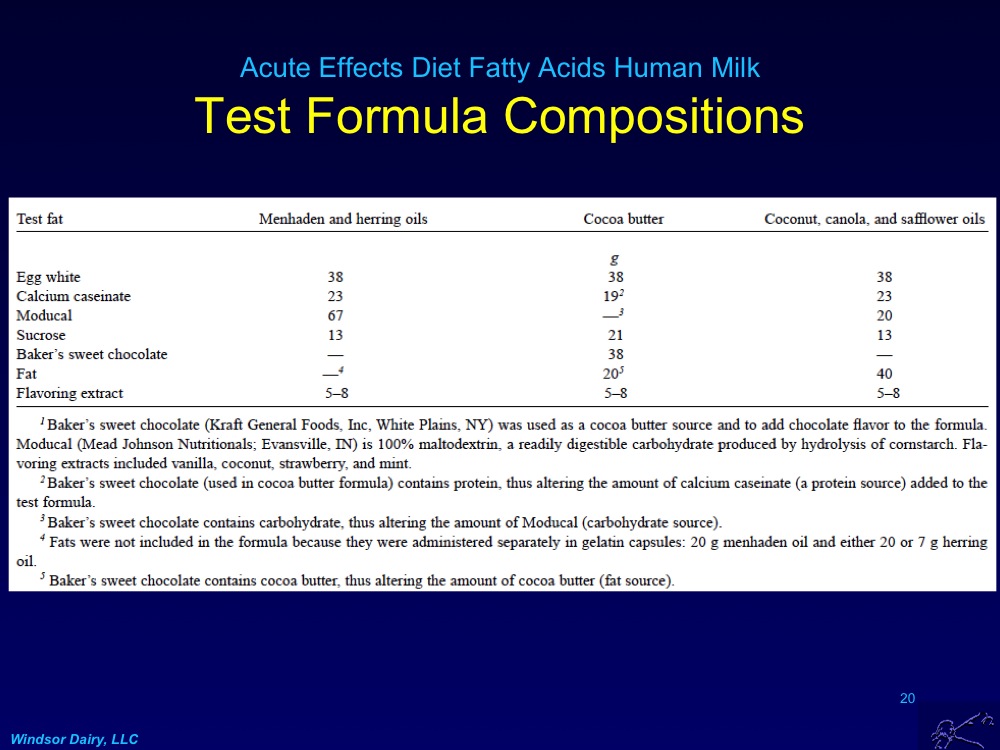 Acute Effects Diet Fatty Acids Human Milk
Test Formula Compositions
Test fat Menhaden and herring oils Cocoa butter Coconut, canola, and safflower oils
g
Egg white 38 38 38
Calcium caseinate 23 19² 23
Moducal 67 —³ 20
Sucrose 13 21 13
Baker’s sweet chocolate — 38 —
Fat —⁴ 20⁵ 40
Flavoring extract 5–8 5–8 5–8
¹ Baker’s sweet chocolate (Kraft General Foods, Inc, White Plains, NY) was used as a cocoa butter source and to add chocolate flavor to the formula.
Moducal (Mead Johnson Nutritionals; Evansville, IN) is 100% maltodextrin, a readily digestible carbohydrate produced by hydrolysis of cornstarch. Fla-
voring extracts included vanilla, coconut, strawberry, and mint.
² Baker’s sweet chocolate (used in cocoa butter formula) contains protein, thus altering the amount of calcium caseinate (a protein source) added to the
test formula.
³ Baker’s sweet chocolate contains carbohydrate, thus altering the amount of Moducal (carbohydrate source).
⁴ Fats were not included in the formula because they were administered separately in gelatin capsules: 20 g menhaden oil and either 20 or 7 g herring
oil.
⁵ Baker’s sweet chocolate contains cocoa butter, thus altering the amount of cocoa butter (fat source).
20
Windsor Dairy, LLC